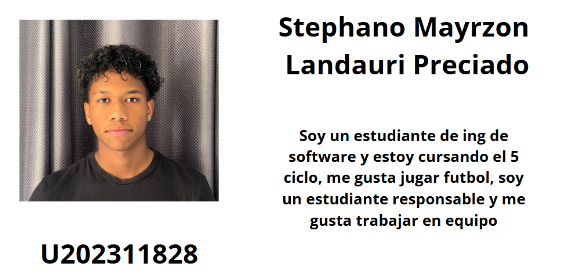 Stephano Mayrzon
Landauri Preciado
Soy un estudiante de ing de
software y estoy cursando el 5
ciclo, me gusta jugar futbol, soy
un estudiante responsable y me
gusta trabajar en equipo
U202311828